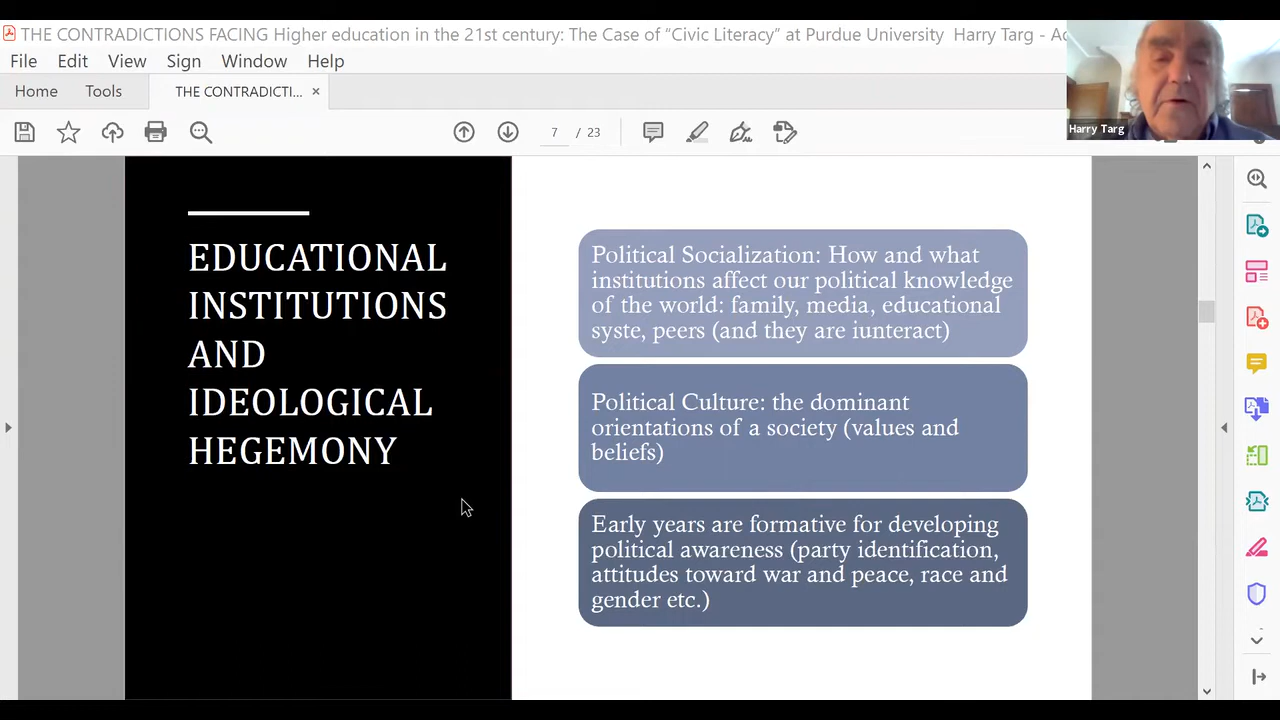 THE CONTRADICTIONS FACING Higher education in the 21st century: The Case of “Civic Literacy” at Purdue University Harry Targ - Ac
File Edit View Sign Window Help
Home Tools THE CONTRADICTI... ×
7 / 23
Harry Targ
EDUCATIONAL
INSTITUTIONS
AND
IDEOLOGICAL
HEGEMONY
Political Socialization: How and what
institutions affect our political knowledge
of the world: family, media, educational
syste, peers (and they are iunteract)
Political Culture: the dominant
orientations of a society (values and
beliefs)
Early years are formative for developing
political awareness (party identification,
attitudes toward war and peace, race and
gender etc.)